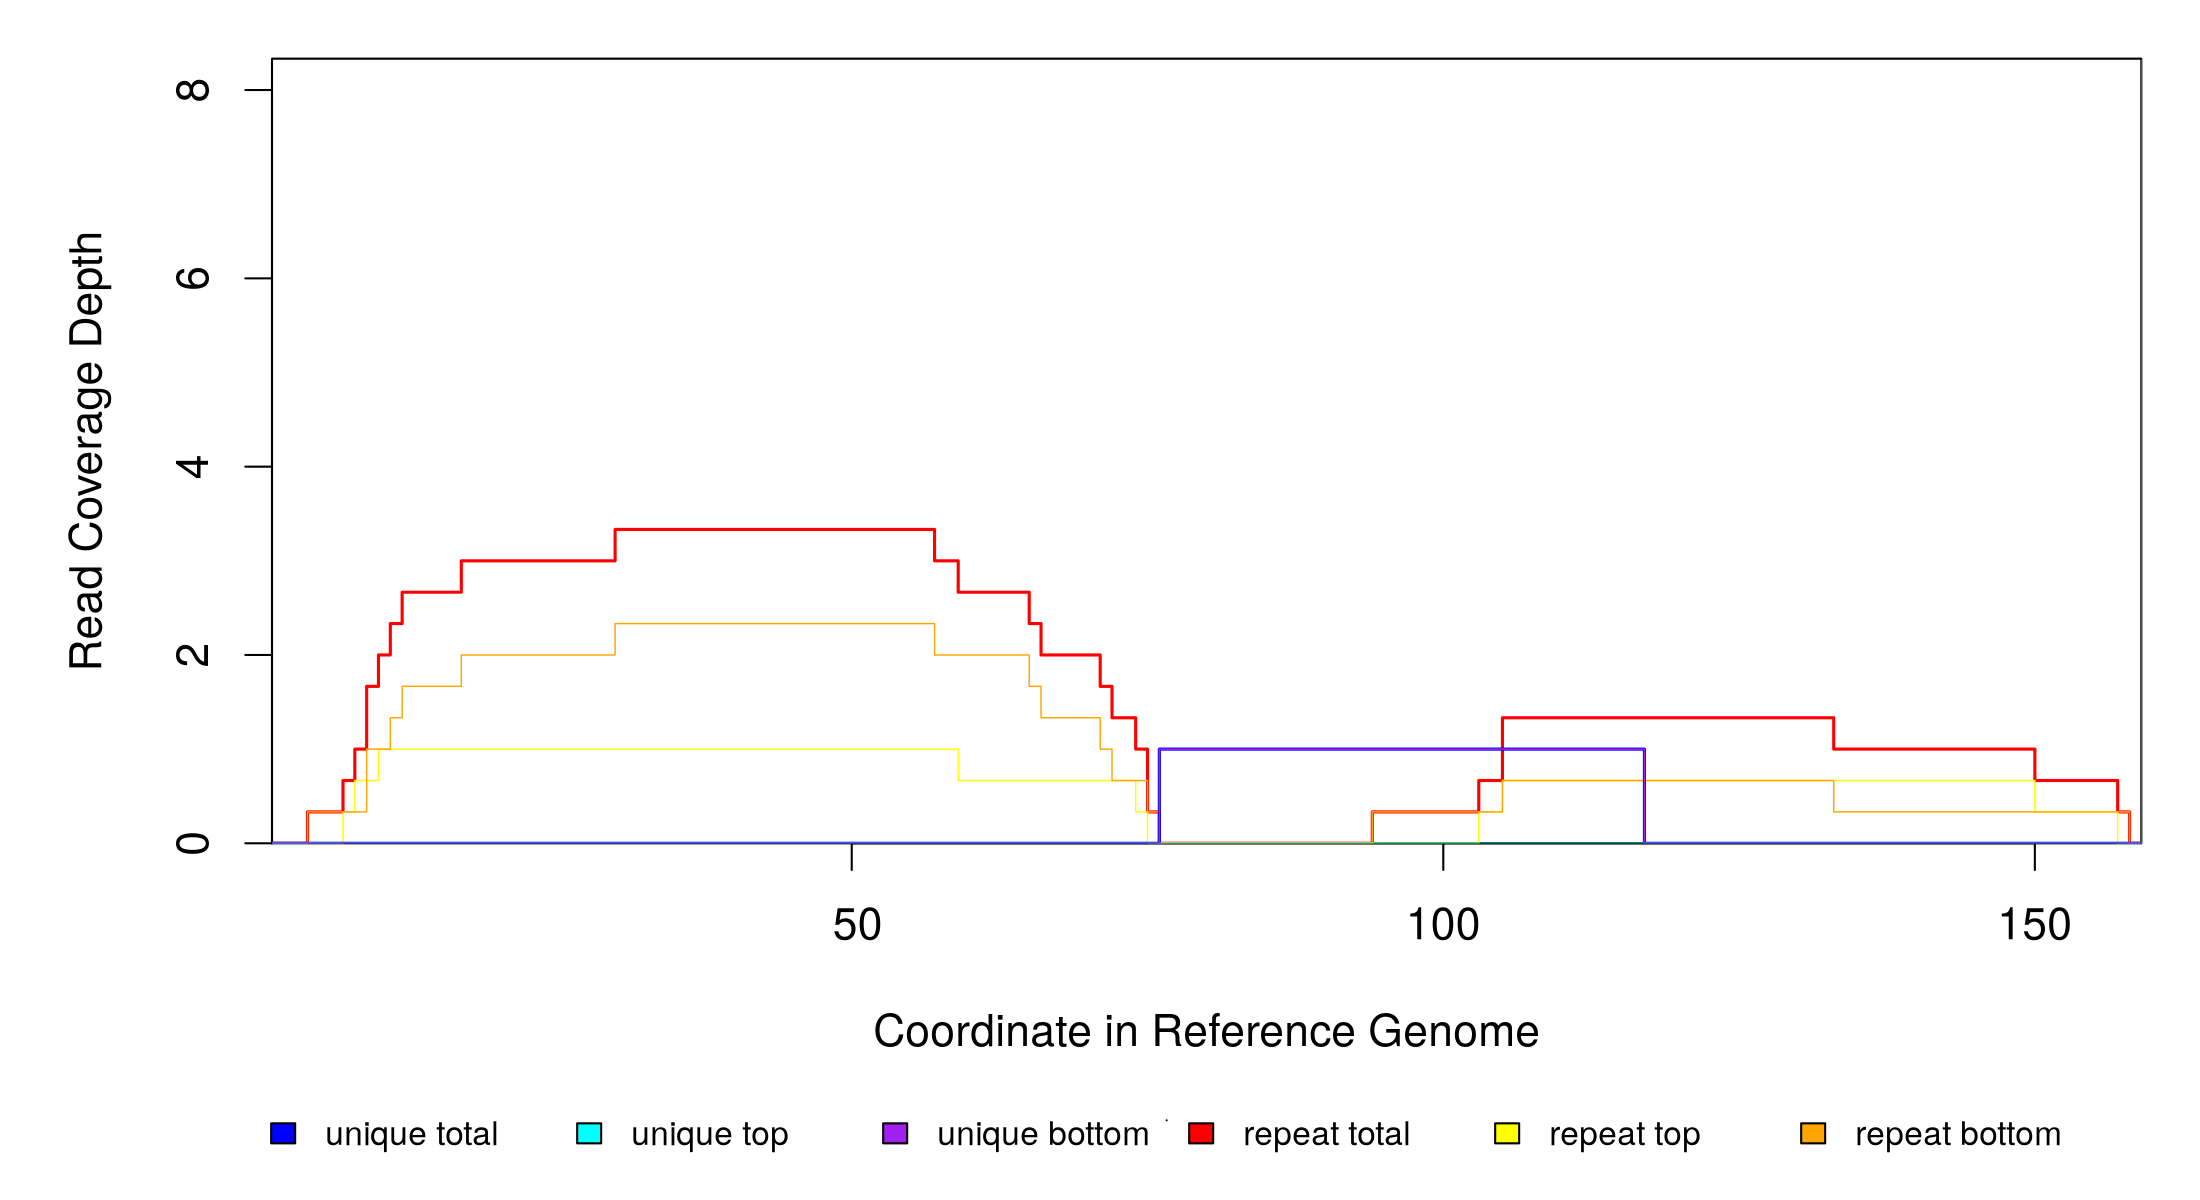 Read Coverage Depth
8
6
4
2
0
50 100 150
Coordinate in Reference Genome
unique total unique top unique bottom repeat total repeat top repeat bottom